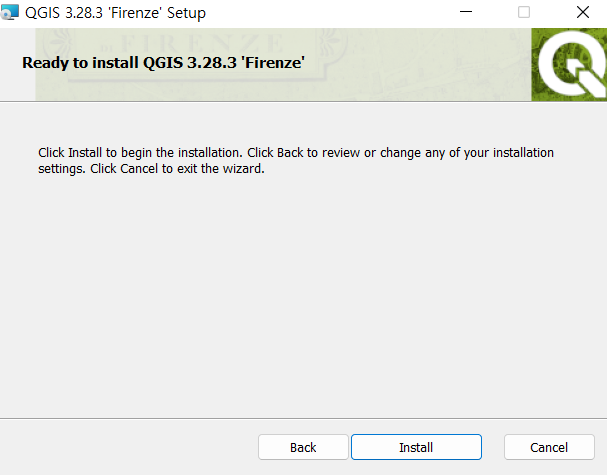 QGIS 3.28.3 'Firenze' Setup
FIRENZE
Ready to install QGIS 3.28.3 'Firenze'
Click Install to begin the installation. Click Back to review or change any of your installation
settings. Click Cancel to exit the wizard.
Back Install Cancel